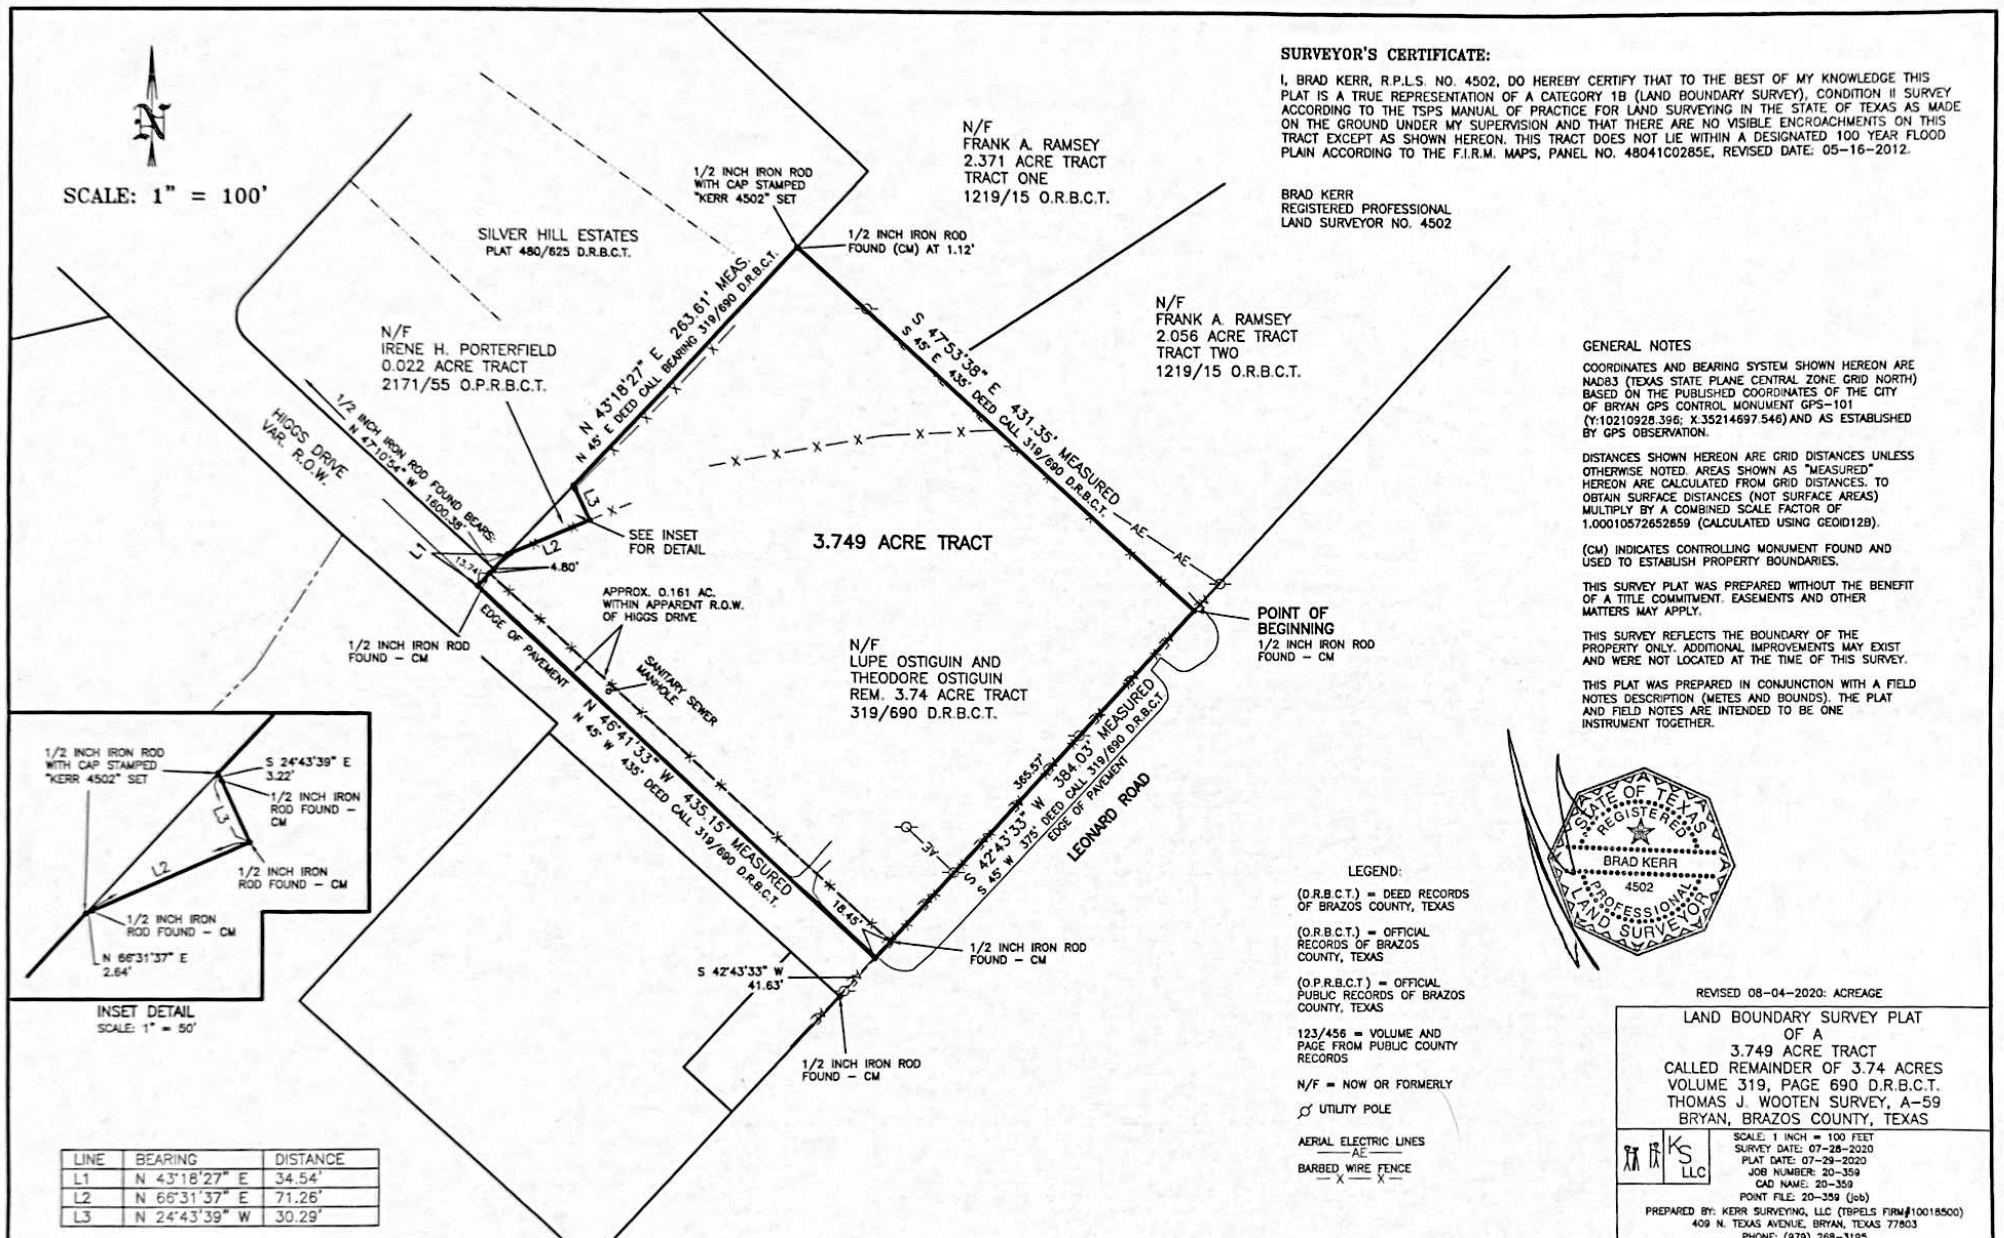 N
SCALE: 1" = 100'
SURVEYOR'S CERTIFICATE:
I, BRAD KERR, R.P.L.S. NO. 4502, DO HEREBY CERTIFY THAT TO THE BEST OF MY KNOWLEDGE THIS
PLAT IS A TRUE REPRESENTATION OF A CATEGORY 1B (LAND BOUNDARY SURVEY), CONDITION II SURVEY
ACCORDING TO THE TSPS MANUAL OF PRACTICE FOR LAND SURVEYING IN THE STATE OF TEXAS AS MADE
ON THE GROUND UNDER MY SUPERVISION AND THAT THERE ARE NO VISIBLE ENCROACHMENTS ON THIS
TRACT EXCEPT AS SHOWN HEREON. THIS TRACT DOES NOT LIE WITHIN A DESIGNATED 100 YEAR FLOOD
PLAIN ACCORDING TO THE F.I.R.M. MAPS, PANEL NO. 48041C0285E, REVISED DATE: 05-16-2012.
BRAD KERR
REGISTERED PROFESSIONAL
LAND SURVEYOR NO. 4502
N/F
FRANK A. RAMSEY
2.371 ACRE TRACT
TRACT ONE
1219/15 O.R.B.C.T.
1/2 INCH IRON ROD
WITH CAP STAMPED
"KERR 4502" SET
1/2 INCH IRON ROD
FOUND (CM) AT 1.12'
SILVER HILL ESTATES
PLAT 480/625 D.R.B.C.T.
N/F
FRANK A. RAMSEY
2.056 ACRE TRACT
TRACT TWO
1219/15 O.R.B.C.T.
N/F
IRENE H. PORTERFIELD
0.022 ACRE TRACT
2171/55 O.P.R.B.C.T.
N 43°18'27" E 263.61' MEAS.
N 45° E DEED CALL BEARING 319/690 D.R.B.C.T.
S 47°53'38" E 431.35' MEASURED
S 45° E 435' DEED CALL 319/690 D.R.B.C.T.
AE
AE
HIGGS DRIVE
VAR. R.O.W.
1/2 INCH IRON ROD FOUND BEARS:
N 47°10'54" W 1600.38'
L1
L2
L3
13.74'
4.80'
SEE INSET
FOR DETAIL
3.749 ACRE TRACT
APPROX. 0.161 AC.
WITHIN APPARENT R.O.W.
OF HIGGS DRIVE
1/2 INCH IRON ROD
FOUND - CM
EDGE OF PAVEMENT
SANITARY SEWER
MANHOLE
N/F
LUPE OSTIGUIN AND
THEODORE OSTIGUIN
REM. 3.74 ACRE TRACT
319/690 D.R.B.C.T.
POINT OF
BEGINNING
1/2 INCH IRON ROD
FOUND - CM
N 46°41'33" W 435.15' MEASURED
N 45° W 435' DEED CALL 319/690 D.R.B.C.T.
365.57'
S 42°43'33" W 384.03' MEASURED
S 45° W 375' DEED CALL 319/690 D.R.B.C.T.
EDGE OF PAVEMENT
LEONARD ROAD
AE
18.45'
1/2 INCH IRON ROD
FOUND - CM
S 42°43'33" W
41.63'
1/2 INCH IRON ROD
FOUND - CM
GENERAL NOTES
COORDINATES AND BEARING SYSTEM SHOWN HEREON ARE
NAD83 (TEXAS STATE PLANE CENTRAL ZONE GRID NORTH)
BASED ON THE PUBLISHED COORDINATES OF THE CITY
OF BRYAN GPS CONTROL MONUMENT GPS-101
(Y:10210928.396; X:35214697.546) AND AS ESTABLISHED
BY GPS OBSERVATION.
DISTANCES SHOWN HEREON ARE GRID DISTANCES UNLESS
OTHERWISE NOTED. AREAS SHOWN AS "MEASURED"
HEREON ARE CALCULATED FROM GRID DISTANCES. TO
OBTAIN SURFACE DISTANCES (NOT SURFACE AREAS)
MULTIPLY BY A COMBINED SCALE FACTOR OF
1.00010572652659 (CALCULATED USING GEOID12B).
(CM) INDICATES CONTROLLING MONUMENT FOUND AND
USED TO ESTABLISH PROPERTY BOUNDARIES.
THIS SURVEY PLAT WAS PREPARED WITHOUT THE BENEFIT
OF A TITLE COMMITMENT. EASEMENTS AND OTHER
MATTERS MAY APPLY.
THIS SURVEY REFLECTS THE BOUNDARY OF THE
PROPERTY ONLY. ADDITIONAL IMPROVEMENTS MAY EXIST
AND WERE NOT LOCATED AT THE TIME OF THIS SURVEY.
THIS PLAT WAS PREPARED IN CONJUNCTION WITH A FIELD
NOTES DESCRIPTION (METES AND BOUNDS). THE PLAT
AND FIELD NOTES ARE INTENDED TO BE ONE
INSTRUMENT TOGETHER.
STATE OF TEXAS
REGISTERED
BRAD KERR
4502
PROFESSIONAL
LAND SURVEYOR
1/2 INCH IRON ROD
WITH CAP STAMPED
"KERR 4502" SET
S 24°43'39" E
3.22'
1/2 INCH IRON
ROD FOUND -
CM
L3
L2
1/2 INCH IRON
ROD FOUND - CM
1/2 INCH IRON
ROD FOUND - CM
N 66°31'37" E
2.64'
INSET DETAIL
SCALE: 1" = 50'
LINE BEARING DISTANCE
L1 N 43°18'27" E 34.54'
L2 N 66°31'37" E 71.26'
L3 N 24°43'39" W 30.29'
LEGEND:
(D.R.B.C.T.) = DEED RECORDS
OF BRAZOS COUNTY, TEXAS
(O.R.B.C.T.) = OFFICIAL
RECORDS OF BRAZOS
COUNTY, TEXAS
(O.P.R.B.C.T.) = OFFICIAL
PUBLIC RECORDS OF BRAZOS
COUNTY, TEXAS
123/456 = VOLUME AND
PAGE FROM PUBLIC COUNTY
RECORDS
N/F = NOW OR FORMERLY
UTILITY POLE
AERIAL ELECTRIC LINES
AE
BARBED WIRE FENCE
X X
REVISED 08-04-2020: ACREAGE
LAND BOUNDARY SURVEY PLAT
OF A
3.749 ACRE TRACT
CALLED REMAINDER OF 3.74 ACRES
VOLUME 319, PAGE 690 D.R.B.C.T.
THOMAS J. WOOTEN SURVEY, A-59
BRYAN, BRAZOS COUNTY, TEXAS
KS LLC
SCALE: 1 INCH = 100 FEET
SURVEY DATE: 07-28-2020
PLAT DATE: 07-29-2020
JOB NUMBER: 20-359
CAD NAME: 20-359
POINT FILE: 20-359 (job)
PREPARED BY: KERR SURVEYING, LLC (TBPELS FIRM#10018500)
409 N. TEXAS AVENUE, BRYAN, TEXAS 77803
PHONE: (979) 268-3195